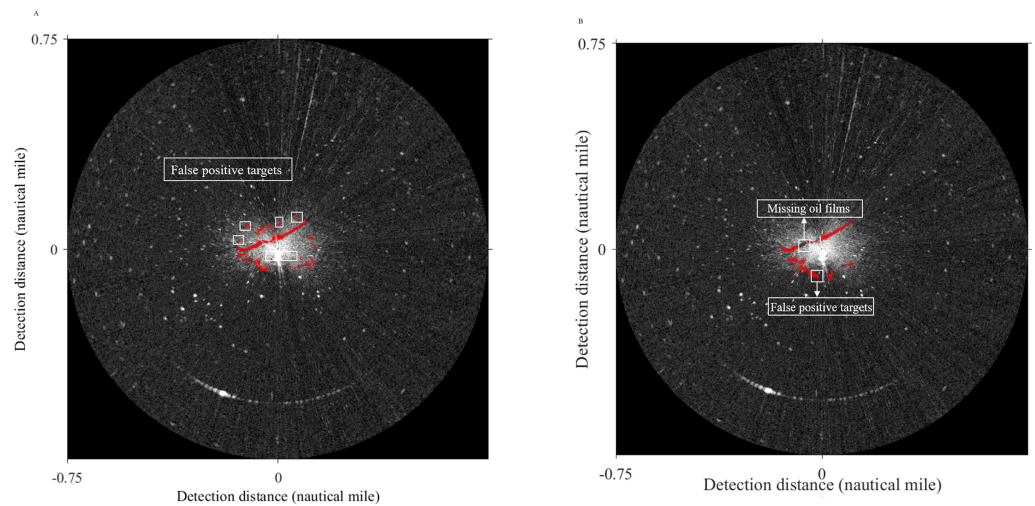 A
0.75
False positive targets
0
-0.75
0
Detection distance (nautical mile)
Detection distance (nautical mile)
B
0.75
Missing oil films
0
False positive targets
-0.75
0
Detection distance (nautical mile)
Detection distance (nautical mile)